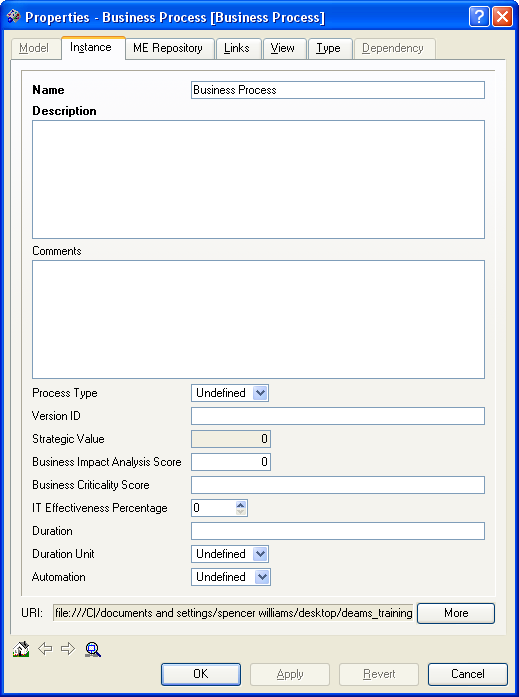 Properties - Business Process [Business Process]
Model Instance ME Repository Links View Type Dependency
Name Business Process
Description
Comments
Process Type Undefined
Version ID
Strategic Value 0
Business Impact Analysis Score 0
Business Criticality Score
IT Effectiveness Percentage 0
Duration
Duration Unit Undefined
Automation Undefined
URI: file:///C|/documents and settings/spencer williams/desktop/deams_training More
OK Apply Revert Cancel